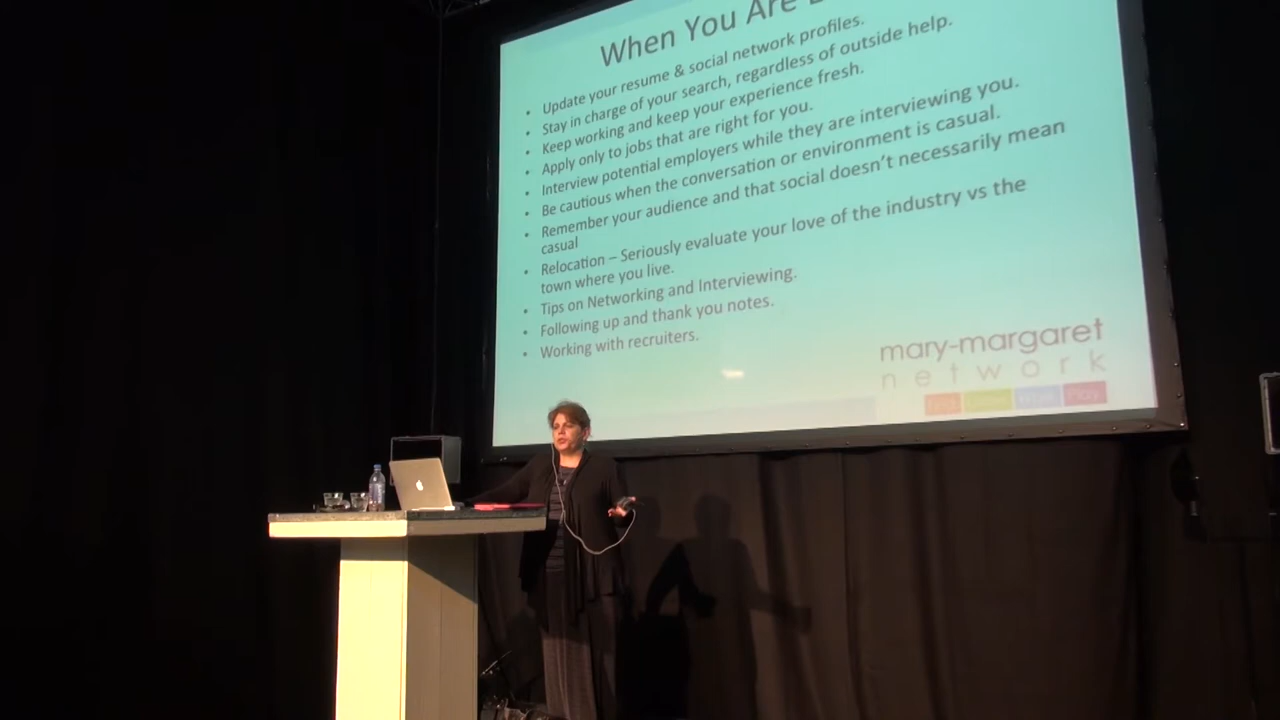 When You Are
• Update your resume & social network profiles.
• Stay in charge of your search, regardless of outside help.
• Keep working and keep your experience fresh.
• Apply only to jobs that are right for you.
• Interview potential employers while they are interviewing you.
• Be cautious when the conversation or environment is casual.
• Remember your audience and that social doesn't necessarily mean
casual
• Relocation – Seriously evaluate your love of the industry vs the
town where you live.
• Tips on Networking and Interviewing.
• Following up and thank you notes.
• Working with recruiters.
mary-margaret
network
Play